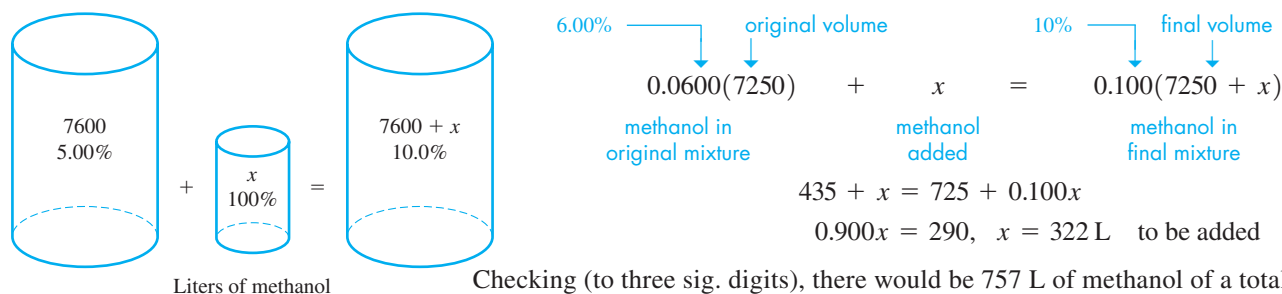 7600
5.00%
+
x
100%
=
7600 + x
10.0%
Liters of methanol
6.00% original volume 10% final volume
0.0600(7250) + x = 0.100(7250 + x)
methanol in methanol methanol in
original mixture added final mixture
435 + x = 725 + 0.100x
0.900x = 290, x = 322 L to be added
Checking (to three sig. digits), there would be 757 L of methanol of a total